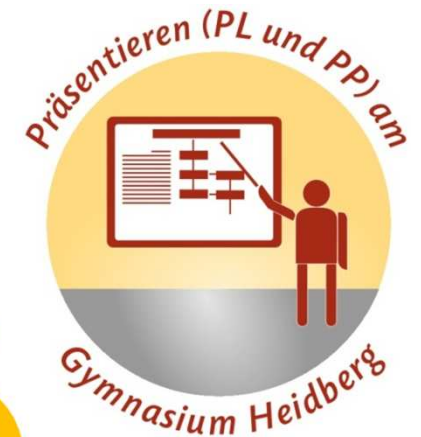 Präsentieren (PL und PP) am
Gymnasium Heidberg